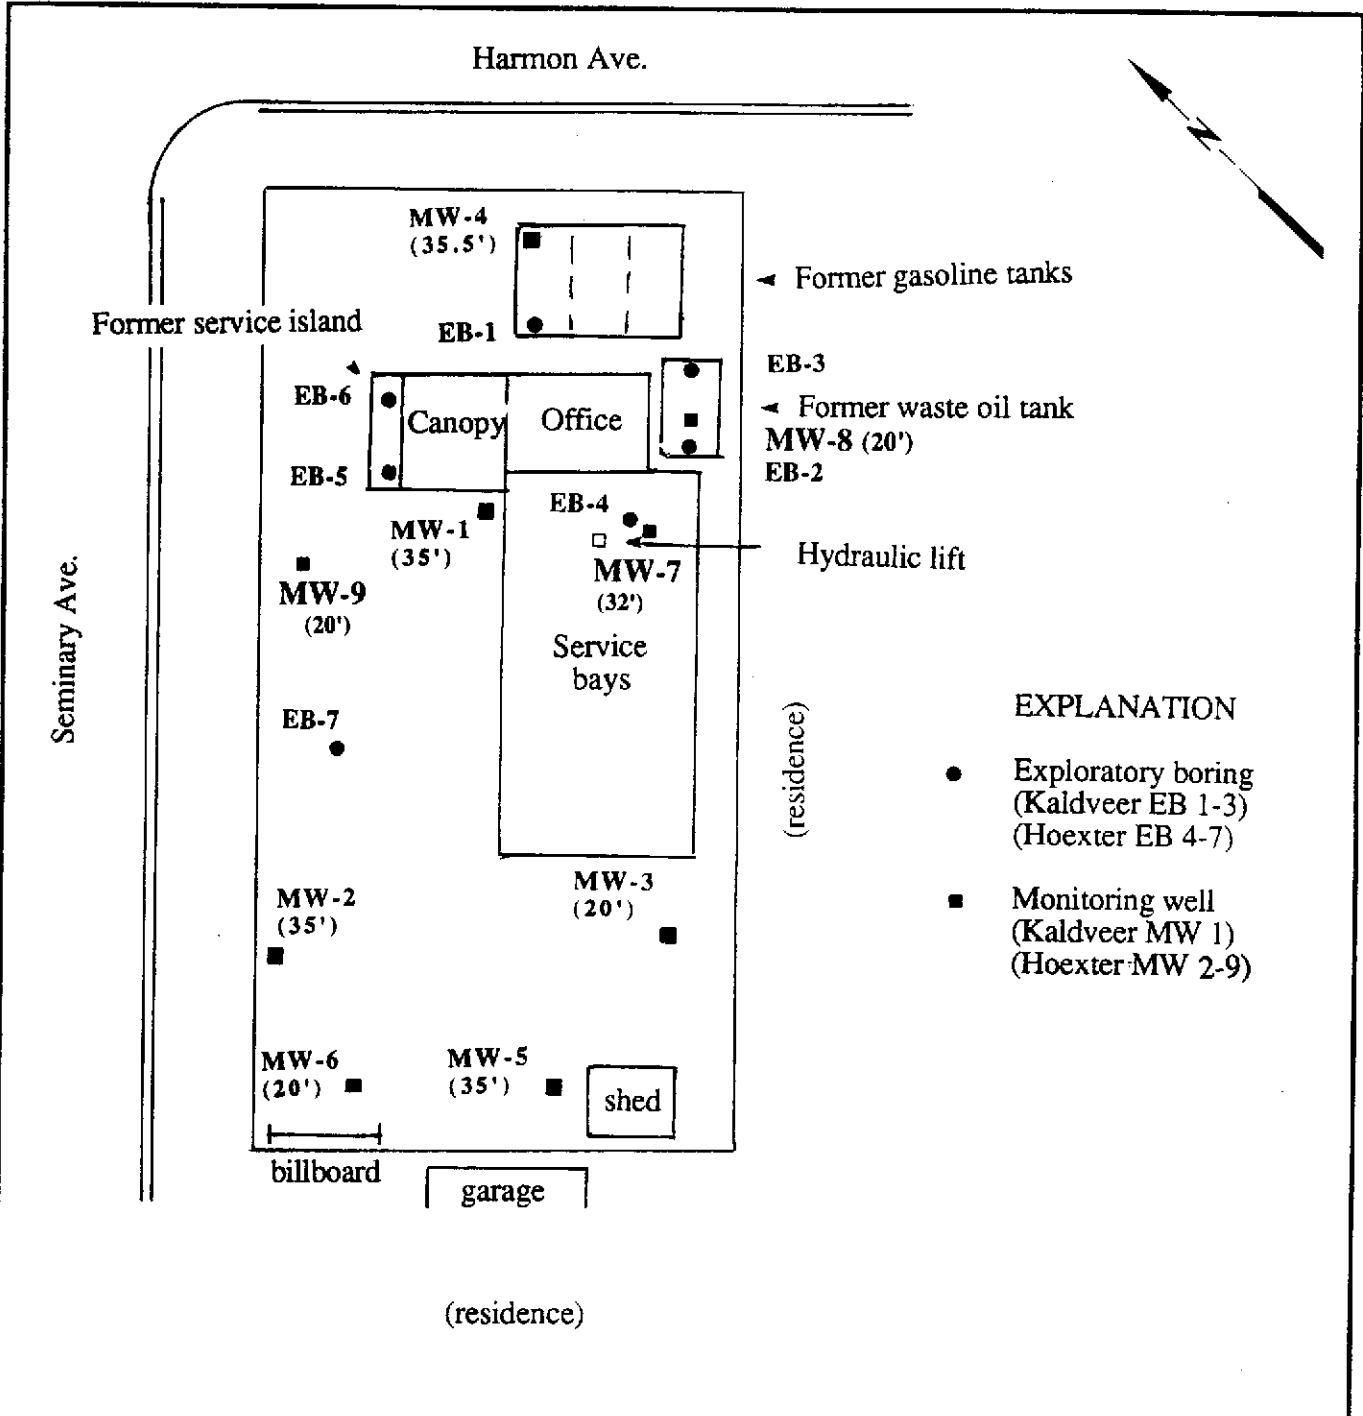 Harmon Ave.
N
MW-4
(35.5')
Former gasoline tanks
Former service island
EB-1
EB-3
EB-6
Canopy
Office
Former waste oil tank
MW-8 (20')
EB-5
EB-2
EB-4
MW-1
(35')
Hydraulic lift
MW-7
(32')
MW-9
(20')
Seminary Ave.
Service
bays
EB-7
(residence)
EXPLANATION
Exploratory boring
(Kaldveer EB 1-3)
(Hoexter EB 4-7)
MW-2
(35')
MW-3
(20')
Monitoring well
(Kaldveer MW 1)
(Hoexter MW 2-9)
MW-6
(20')
MW-5
(35')
shed
billboard
garage
(residence)